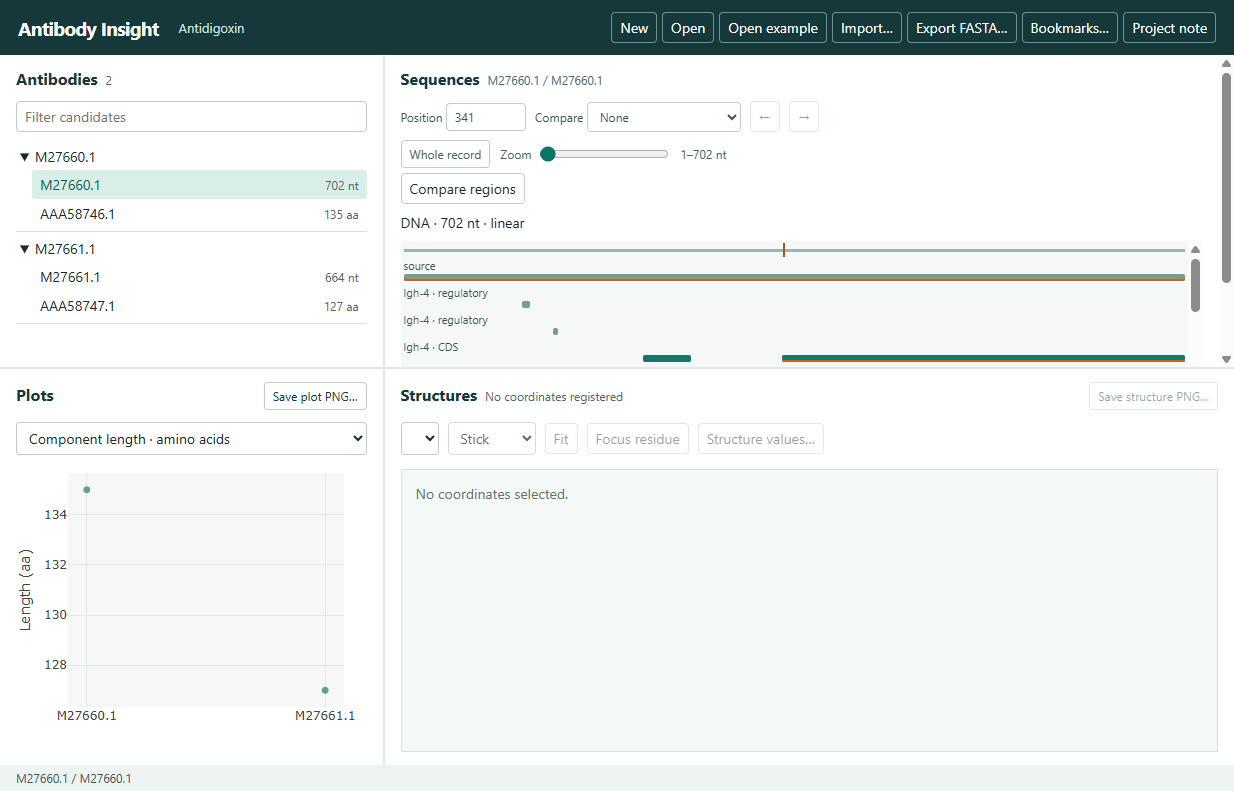 Antibody Insight Antidigoxin New Open Open example Import... Export FASTA... Bookmarks... Project note
Antibodies 2
Filter candidates
▼ M27660.1
M27660.1 702 nt
AAA58746.1 135 aa
▼ M27661.1
M27661.1 664 nt
AAA58747.1 127 aa
Sequences M27660.1 / M27660.1
Position 341 Compare None ← →
Whole record Zoom 1–702 nt
Compare regions
DNA · 702 nt · linear
source
Igh-4 · regulatory
Igh-4 · regulatory
Igh-4 · CDS
Plots Save plot PNG...
Component length · amino acids
134
132
130
128
Length (aa)
M27660.1 M27661.1
Structures No coordinates registered Save structure PNG...
Stick Fit Focus residue Structure values...
No coordinates selected.
M27660.1 / M27660.1